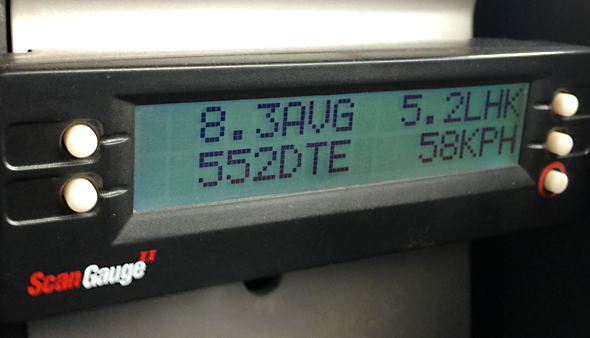 8.3AVG 5.2LHK
552DTE 58KPH
ScanGauge II